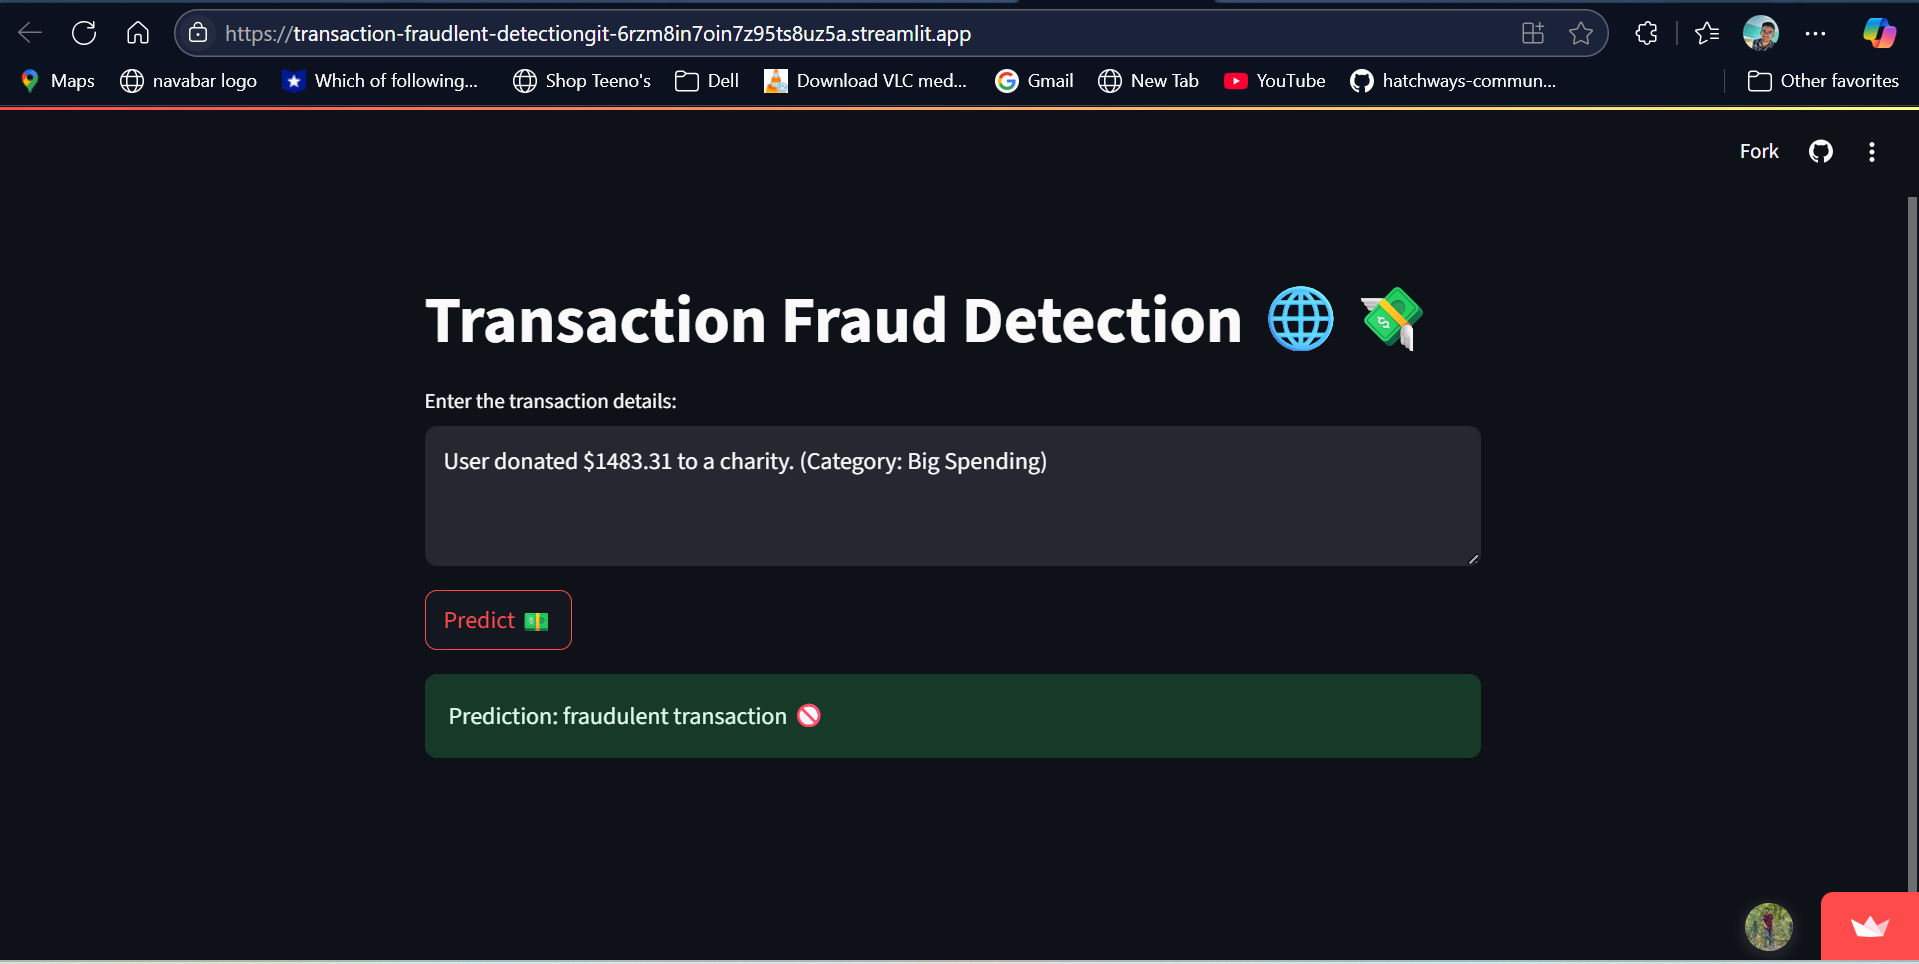 https://transaction-fraudlent-detectiongit-6rzm8in7oin7z95ts8uz5a.streamlit.app
Maps navabar logo Which of following... Shop Teeno's Dell Download VLC med... Gmail New Tab YouTube hatchways-commun... Other favorites
Fork
Transaction Fraud Detection
Enter the transaction details:
User donated $1483.31 to a charity. (Category: Big Spending)
Predict
Prediction: fraudulent transaction